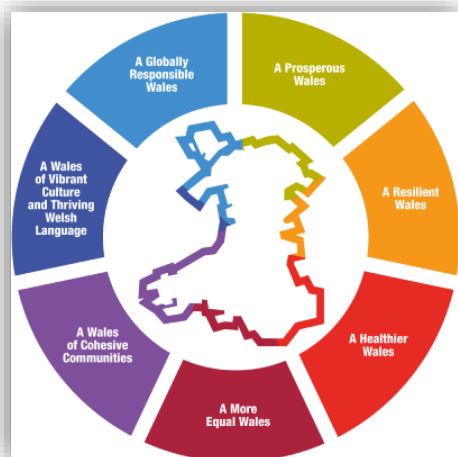 A Globally
Responsible
Wales
A Prosperous
Wales
A Resilient
Wales
A Healthier
Wales
A More
Equal Wales
A Wales
of Cohesive
Communities
A Wales
of Vibrant
Culture
and Thriving
Welsh
Language